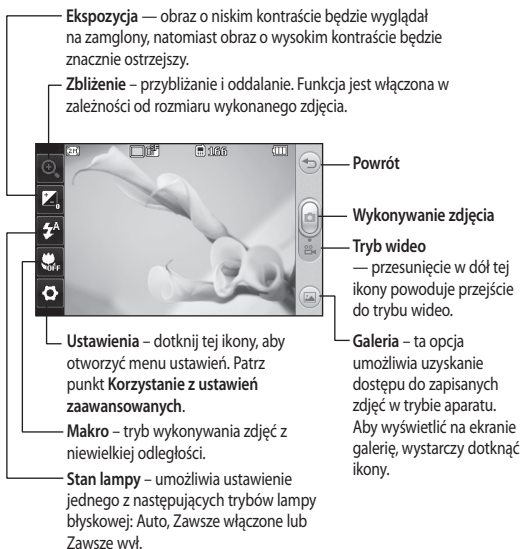 Ekspozycja — obraz o niskim kontraście będzie wyglądał
na zamglony, natomiast obraz o wysokim kontraście będzie
znacznie ostrzejszy.
Zbliżenie – przybliżanie i oddalanie. Funkcja jest włączona w
zależności od rozmiaru wykonanego zdjęcia.
2M SF 166
0
A
OFF
Powrót
Wykonywanie zdjęcia
Tryb wideo
— przesunięcie w dół tej
ikony powoduje przejście
do trybu wideo.
Galeria – ta opcja
umożliwia uzyskanie
dostępu do zapisanych
zdjęć w trybie aparatu.
Aby wyświetlić na ekranie
galerię, wystarczy dotknąć
ikony.
Ustawienia – dotknij tej ikony, aby
otworzyć menu ustawień. Patrz
punkt Korzystanie z ustawień
zaawansowanych.
Makro – tryb wykonywania zdjęć z
niewielkiej odległości.
Stan lampy – umożliwia ustawienie
jednego z następujących trybów lampy
błyskowej: Auto, Zawsze włączone lub
Zawsze wył.